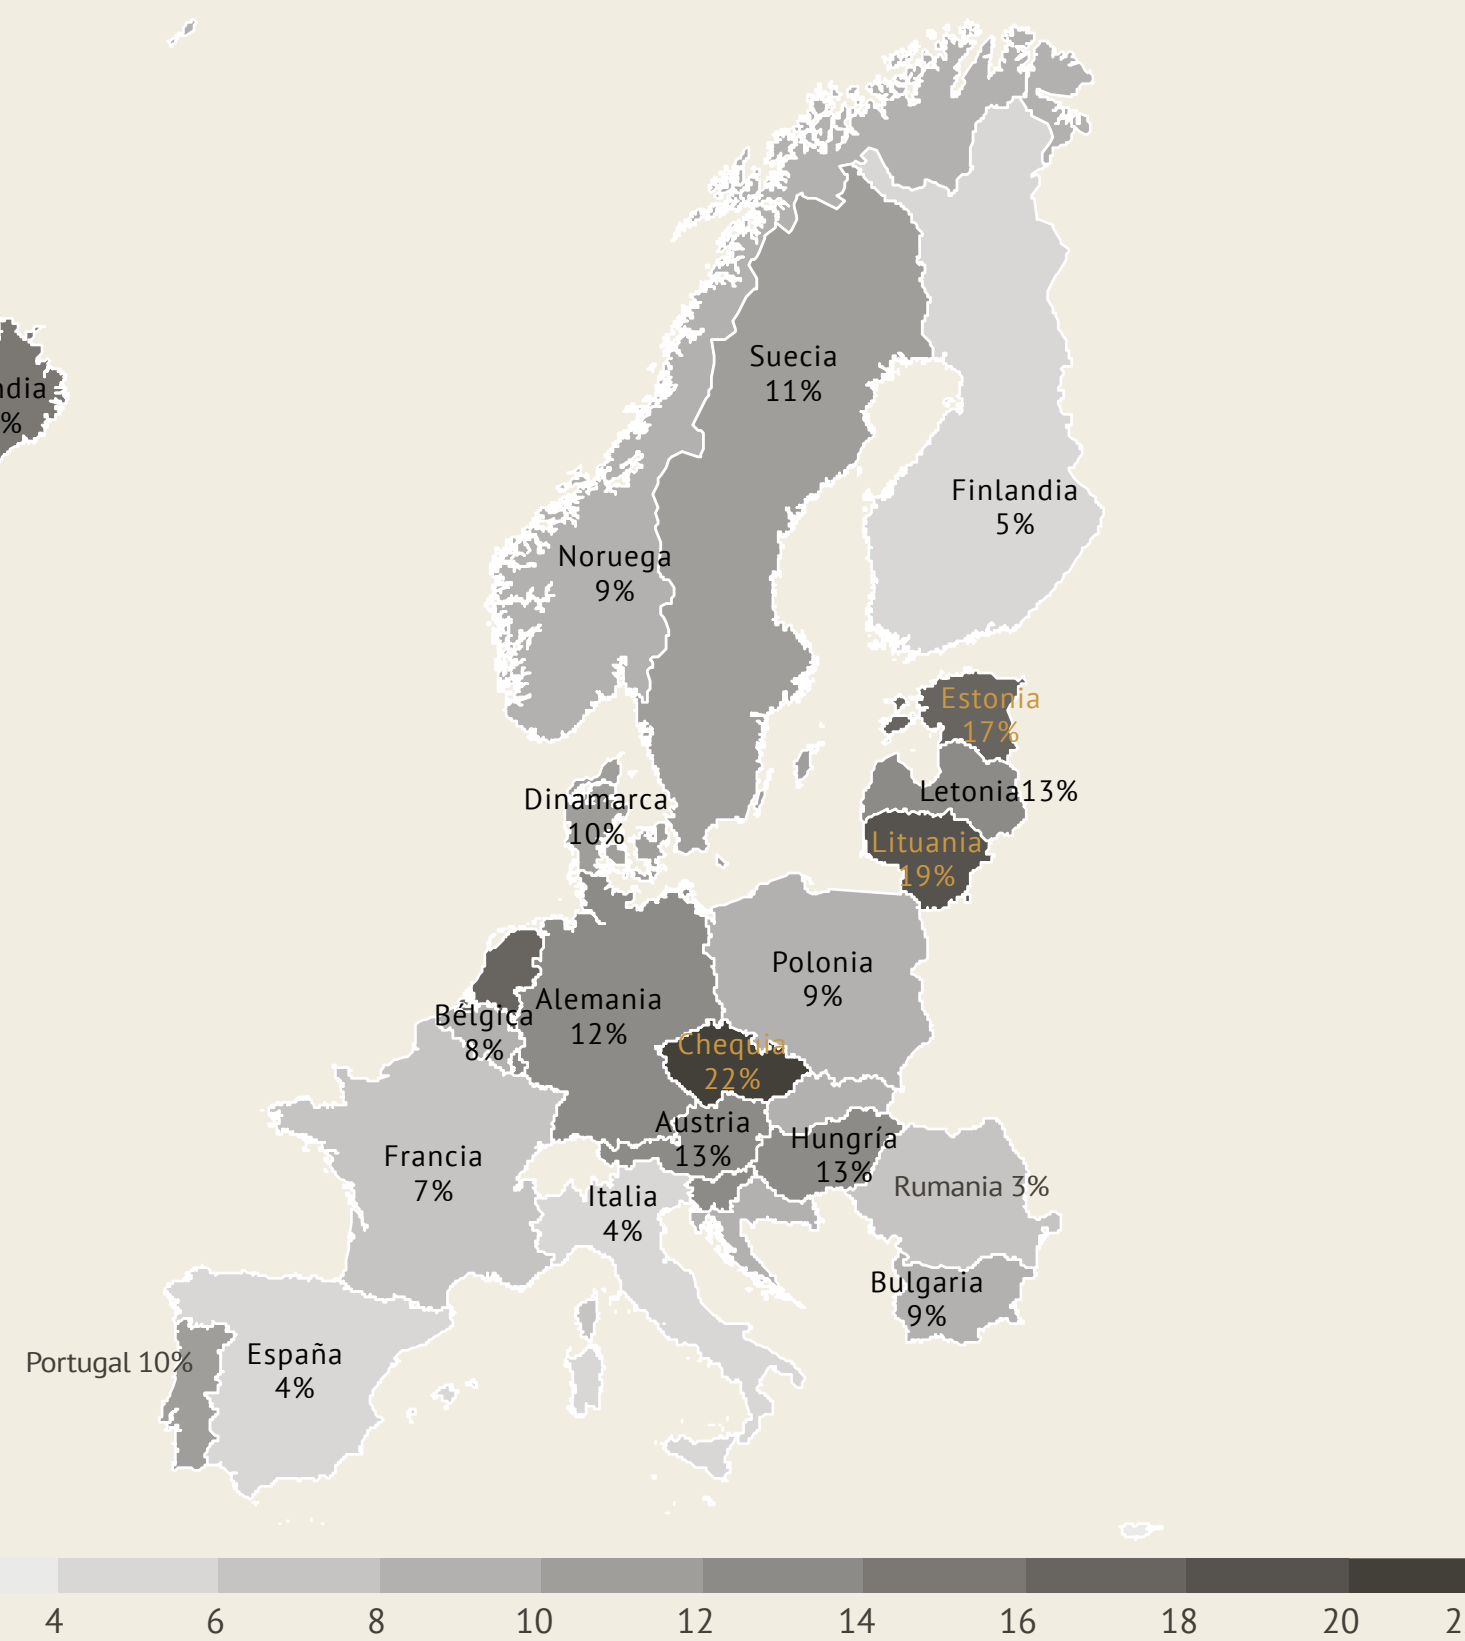 Suecia
11%
ndia
%
Finlandia
5%
Noruega
9%
Estonia
17%
Letonia13%
Dinamarca
10%
Lituania
19%
Polonia
9%
Alemania
12%
Bélgica
8%
Chequia
22%
Austria
13%
Hungría
13%
Francia
7%
Rumania 3%
Italia
4%
Bulgaria
9%
Portugal 10%
España
4%
4 6 8 10 12 14 16 18 20 2